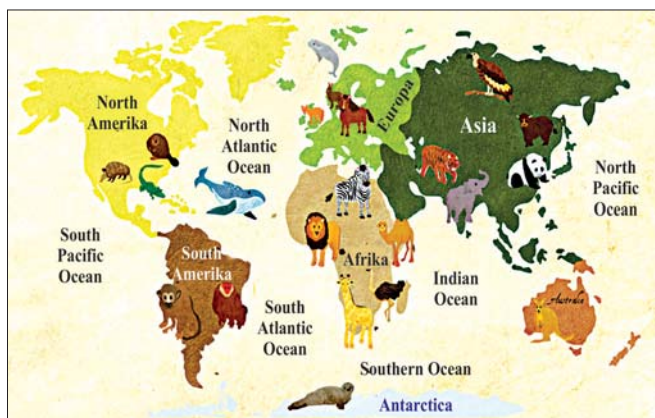 North
Amerika
North
Atlantic
Ocean
Europa
Asia
North
Pacific
Ocean
South
Pacific
Ocean
South
Amerika
Afrika
Indian
Ocean
Australia
South
Atlantic
Ocean
Southern Ocean
Antarctica